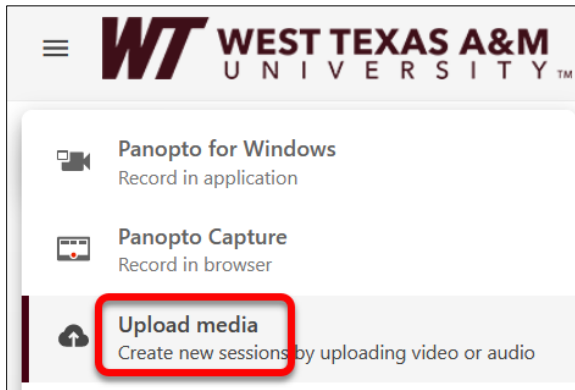 WT WEST TEXAS A&M
UNIVERSITY™
Panopto for Windows
Record in application
Panopto Capture
Record in browser
Upload media
Create new sessions by uploading video or audio